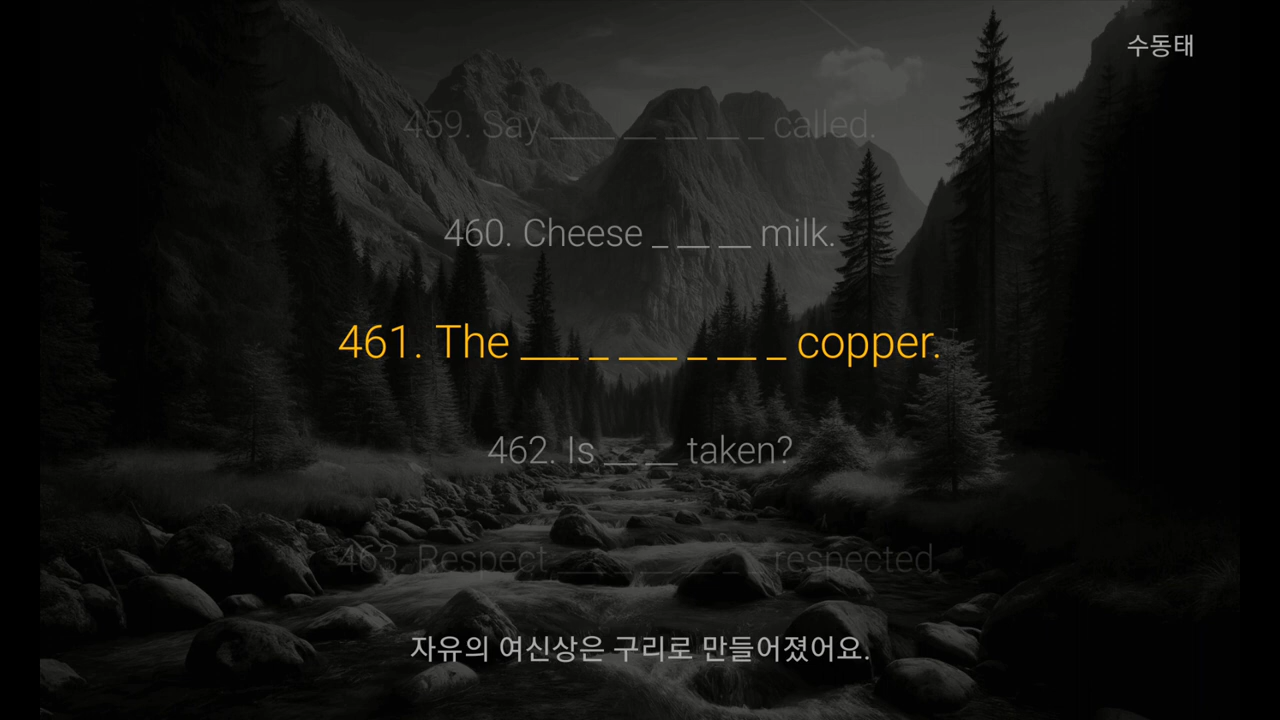 수동태
459. Say ____ __ __ __ _ called.
460. Cheese _ __ __ milk.
461. The ___ _ ___ _ __ _ copper.
462. Is __ __ taken?
463. Respect ____ respected.
자유의 여신상은 구리로 만들어졌어요.